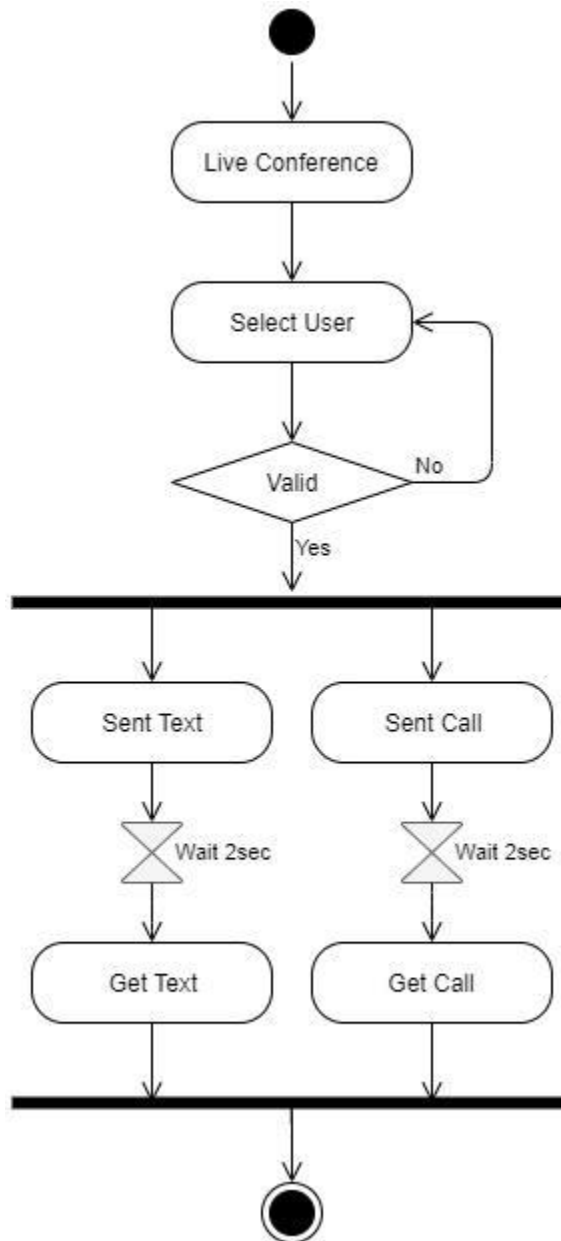 Live Conference
Select User
No
Valid
Yes
Sent Text
Sent Call
Wait 2sec
Wait 2sec
Get Text
Get Call